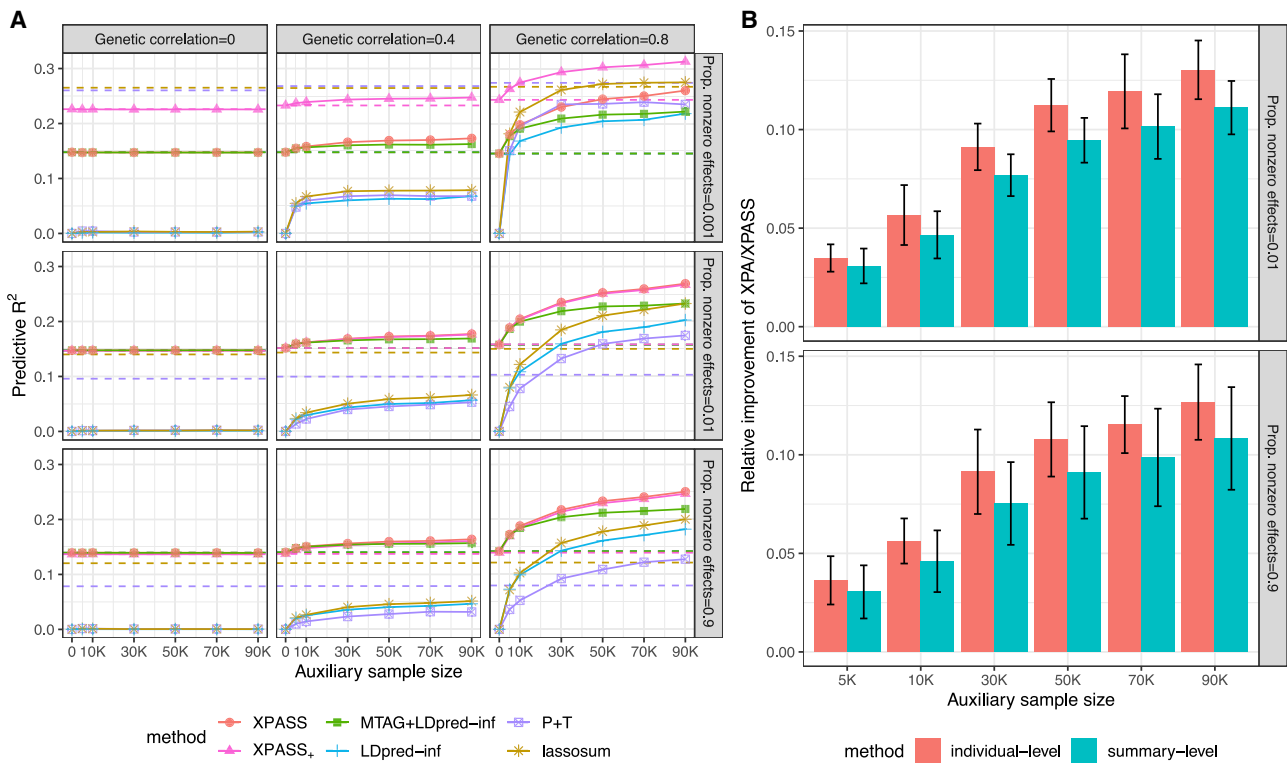 A
Genetic correlation=0
Genetic correlation=0.4
Genetic correlation=0.8
0.3
0.2
0.1
0.0
Prop. nonzero effects=0.001
0.3
0.2
0.1
0.0
Prop. nonzero effects=0.01
0.3
0.2
0.1
0.0
Prop. nonzero effects=0.9
Predictive R²
0 10K 30K 50K 70K 90K
0 10K 30K 50K 70K 90K
0 10K 30K 50K 70K 90K
Auxiliary sample size
method
XPASS
MTAG+LDpred−inf
P+T
XPASS₊
LDpred−inf
lassosum
B
0.15
0.10
0.05
0.00
Prop. nonzero effects=0.01
0.15
0.10
0.05
0.00
Prop. nonzero effects=0.9
Relative improvement of XPA/XPASS
5K 10K 30K 50K 70K 90K
Auxiliary sample size
method
individual−level
summary−level